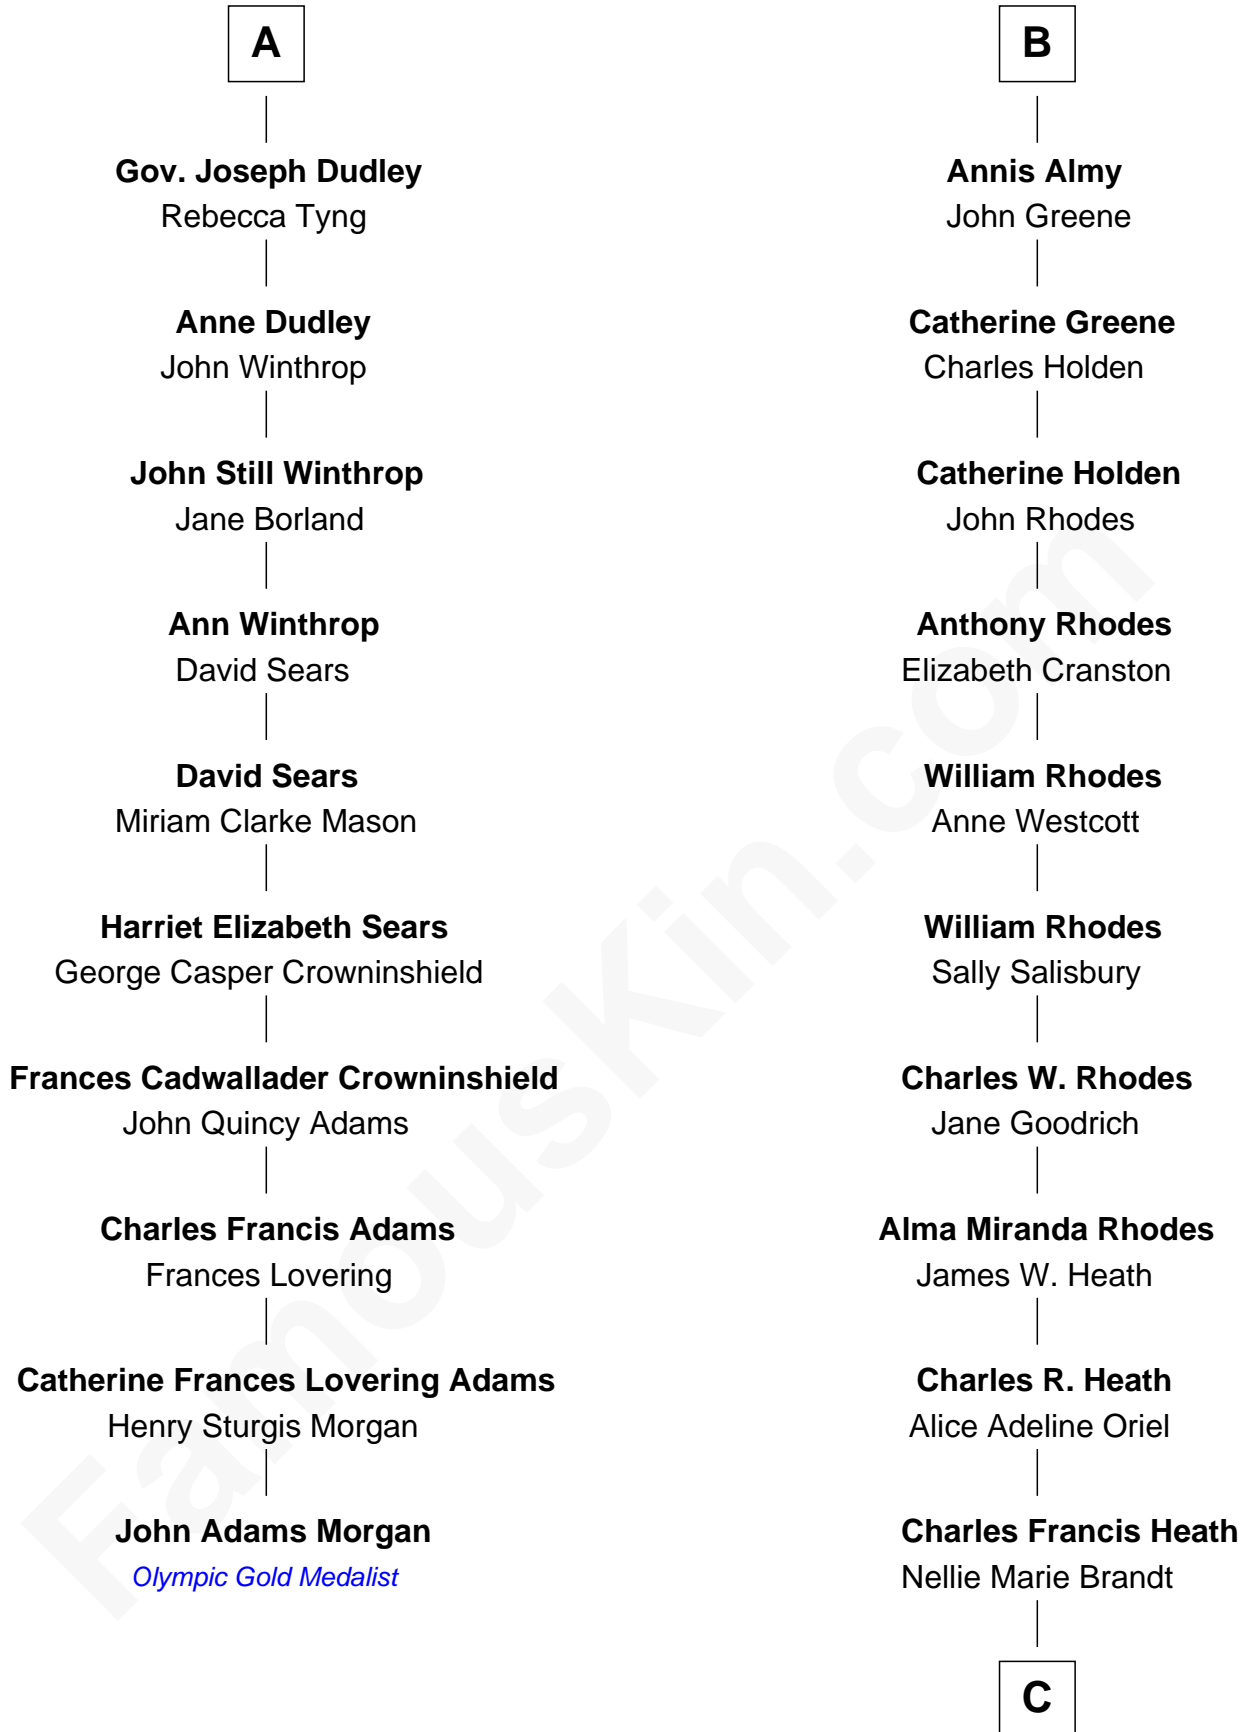 A
Gov. Joseph Dudley
Rebecca Tyng
Anne Dudley
John Winthrop
John Still Winthrop
Jane Borland
Ann Winthrop
David Sears
David Sears
Miriam Clarke Mason
Harriet Elizabeth Sears
George Casper Crowninshield
Frances Cadwallader Crowninshield
John Quincy Adams
Charles Francis Adams
Frances Lovering
Catherine Frances Lovering Adams
Henry Sturgis Morgan
John Adams Morgan
Olympic Gold Medalist
B
Annis Almy
John Greene
Catherine Greene
Charles Holden
Catherine Holden
John Rhodes
Anthony Rhodes
Elizabeth Cranston
William Rhodes
Anne Westcott
William Rhodes
Sally Salisbury
Charles W. Rhodes
Jane Goodrich
Alma Miranda Rhodes
James W. Heath
Charles R. Heath
Alice Adeline Oriel
Charles Francis Heath
Nellie Marie Brandt
C
FamousKin.com